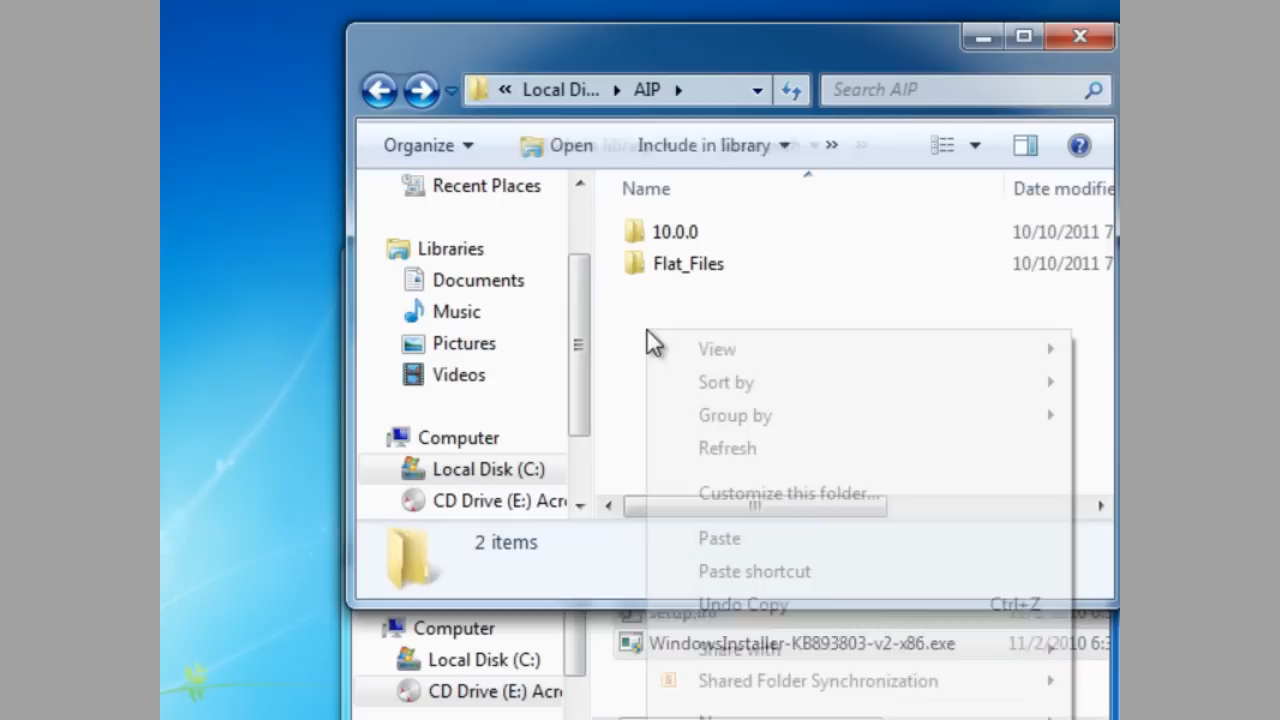 « Local Di... AIP
Search AIP
Organize Open Include in library »
Recent Places
Libraries
Documents
Music
Pictures
Videos
Computer
Local Disk (C:)
CD Drive (E:) Acr
Name Date modifie
10.0.0 10/10/2011 7
Flat_Files 10/10/2011 7
View
Sort by
Group by
Refresh
Customize this folder...
Paste
Paste shortcut
Undo Copy Ctrl+Z
Share with
Shared Folder Synchronization
2 items
Computer
Local Disk (C:)
CD Drive (E:) Acr
WindowsInstaller-KB893803-v2-x86.exe 11/2/2010 6:3